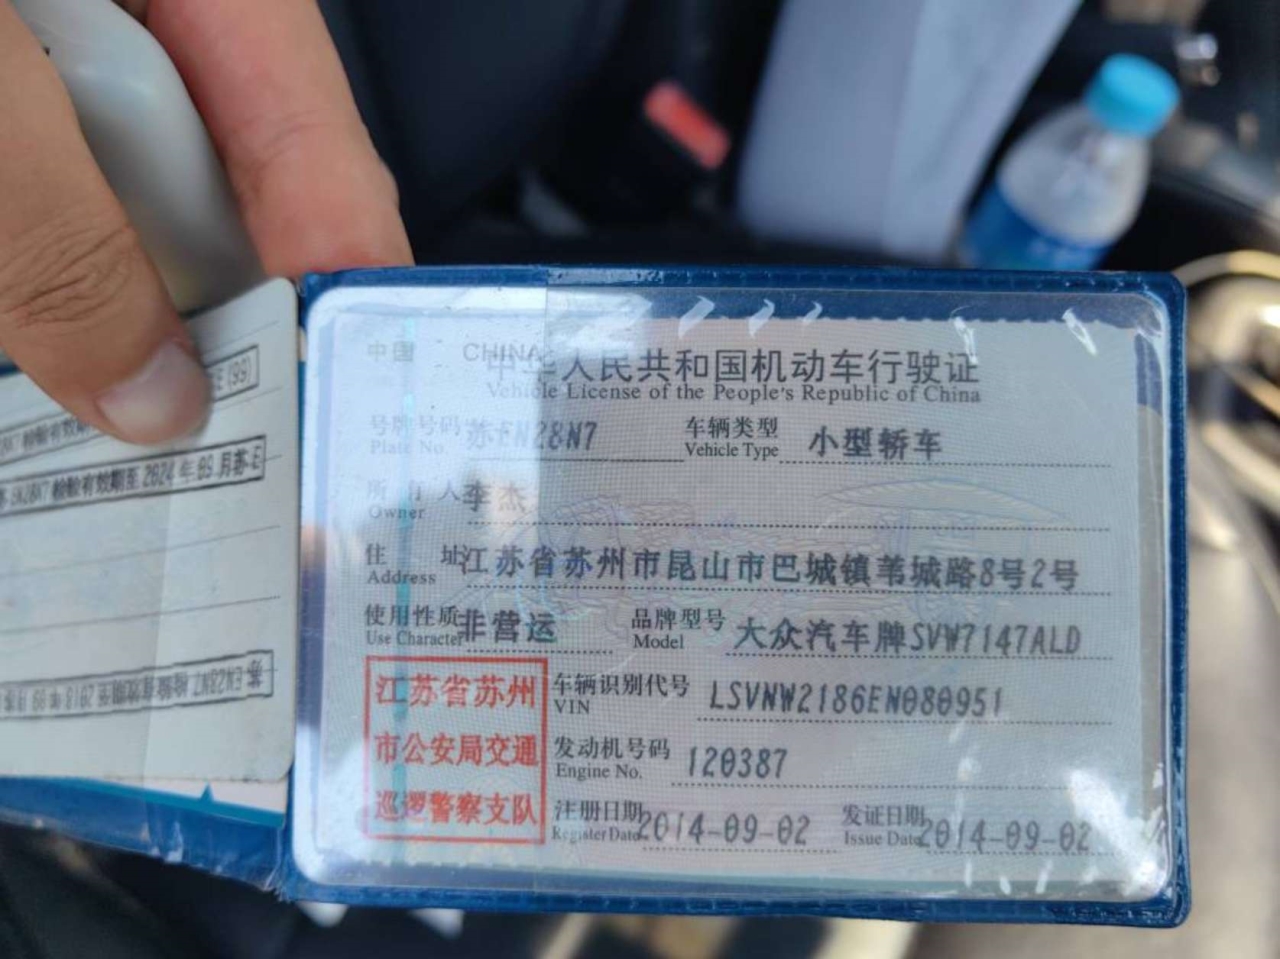 中国 CHINA
中华人民共和国机动车行驶证
Vehicle License of the People's Republic of China
号牌号码 苏EN28N7 车辆类型 小型轿车
Plate No. Vehicle Type
所有人 李杰
Owner
住址 江苏省苏州市昆山市巴城镇苇城路8号2号
Address
使用性质 非营运 品牌型号 大众汽车牌SVW7147ALD
Use Character Model
江苏省苏州
市公安局交通
巡逻警察支队
车辆识别代号 LSVNW2186EN080951
VIN
发动机号码 120387
Engine No.
注册日期 2014-09-02 发证日期 2014-09-02
Register Date Issue Date
检验有效期至2024年09月苏E